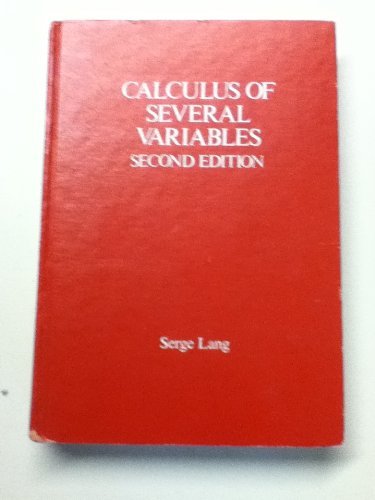 CALCULUS OF
SEVERAL
VARIABLES
SECOND EDITION
Serge Lang